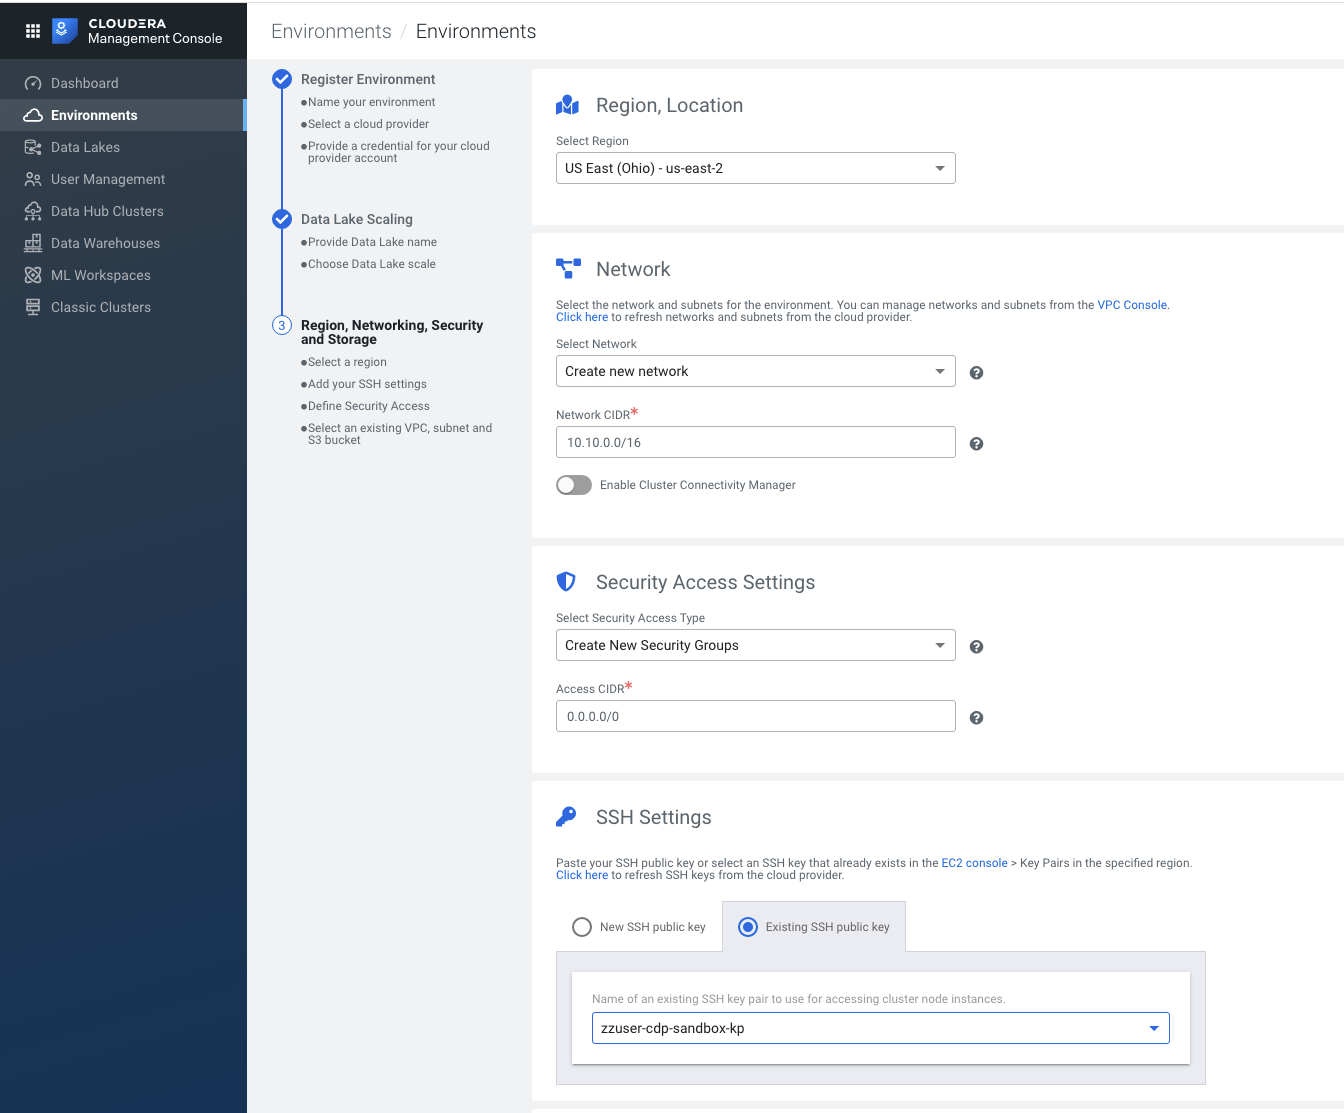 CLOUDERA
Management Console
Dashboard
Environments
Data Lakes
User Management
Data Hub Clusters
Data Warehouses
ML Workspaces
Classic Clusters
Environments / Environments
Register Environment
●Name your environment
●Select a cloud provider
●Provide a credential for your cloud
provider account
Data Lake Scaling
●Provide Data Lake name
●Choose Data Lake scale
3 Region, Networking, Security
and Storage
●Select a region
●Add your SSH settings
●Define Security Access
●Select an existing VPC, subnet and
S3 bucket
Region, Location
Select Region
US East (Ohio) - us-east-2
Network
Select the network and subnets for the environment. You can manage networks and subnets from the VPC Console.
Click here to refresh networks and subnets from the cloud provider.
Select Network
Create new network
?
Network CIDR*
10.10.0.0/16
?
Enable Cluster Connectivity Manager
Security Access Settings
Select Security Access Type
Create New Security Groups
?
Access CIDR*
0.0.0.0/0
?
SSH Settings
Paste your SSH public key or select an SSH key that already exists in the EC2 console > Key Pairs in the specified region.
Click here to refresh SSH keys from the cloud provider.
New SSH public key
Existing SSH public key
Name of an existing SSH key pair to use for accessing cluster node instances.
zzuser-cdp-sandbox-kp